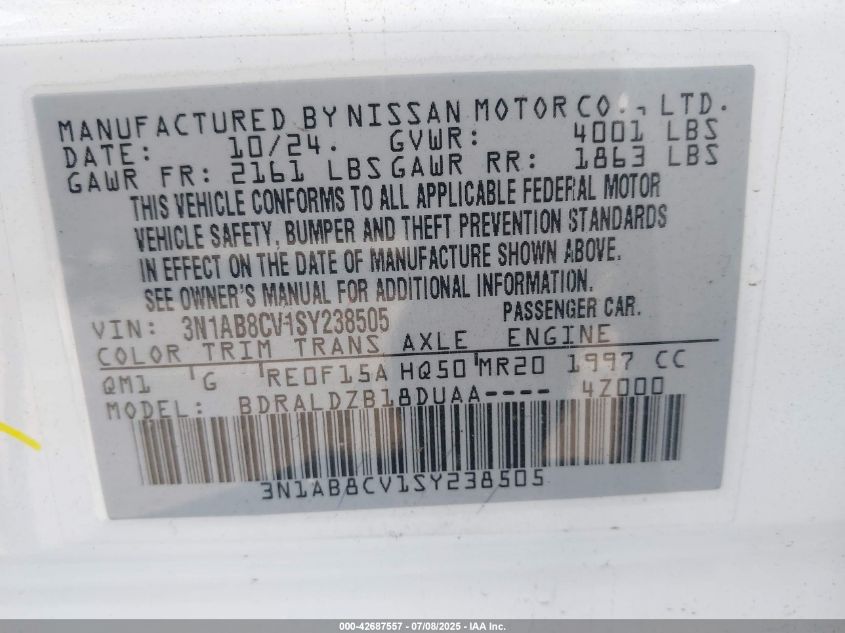 MANUFACTURED BY NISSAN MOTOR CO., LTD.
DATE: 10/24. GVWR: 4001 LBS
GAWR FR: 2161 LBS GAWR RR: 1863 LBS
THIS VEHICLE CONFORMS TO ALL APPLICABLE FEDERAL MOTOR
VEHICLE SAFETY, BUMPER AND THEFT PREVENTION STANDARDS
IN EFFECT ON THE DATE OF MANUFACTURE SHOWN ABOVE.
SEE OWNER'S MANUAL FOR ADDITIONAL INFORMATION.
VIN: 3N1AB8CV1SY238505 PASSENGER CAR.
COLOR TRIM TRANS AXLE ENGINE
QM1 G RE0F15A HQ50 MR20 1997 CC
MODEL: BDRALDZB18DUAA---- 4Z000
3N1AB8CV1SY238505
000-42687557 - 07/08/2025 - IAA Inc.